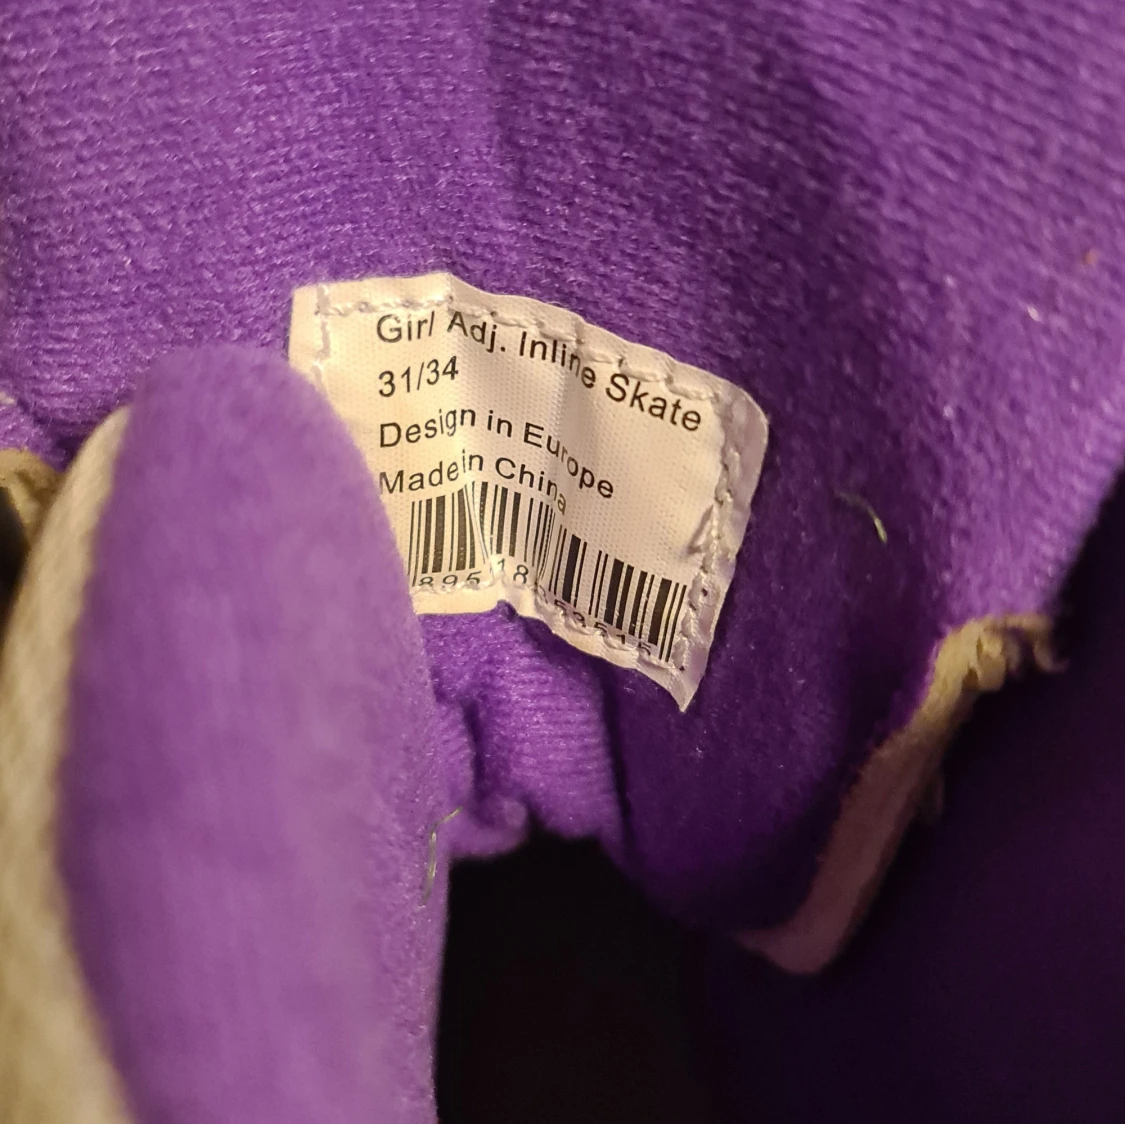 Girl Adj. Inline Skate
31/34
Design in Europe
Madein China